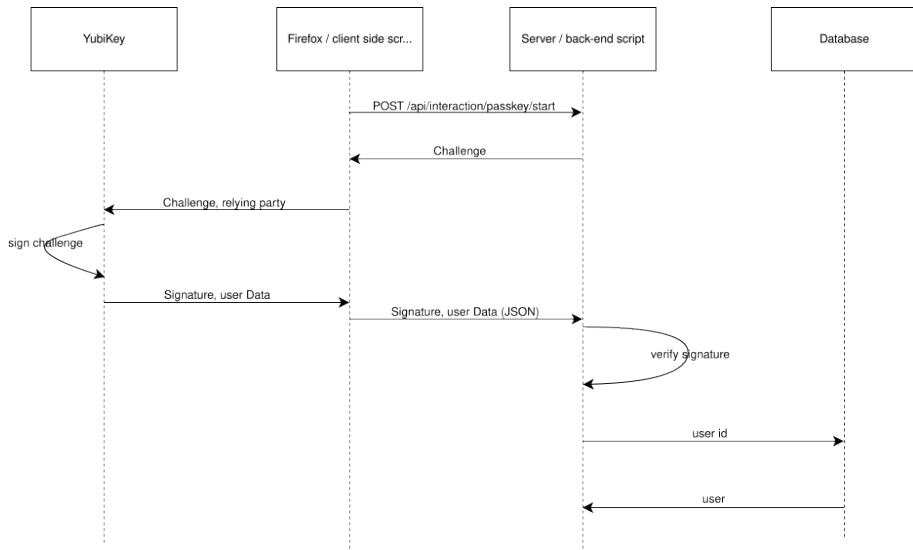 YubiKey
Firefox / client side scr...
Server / back-end script
Database
POST /api/interaction/passkey/start
Challenge
Challenge, relying party
sign challenge
Signature, user Data
Signature, user Data (JSON)
verify signature
user id
user